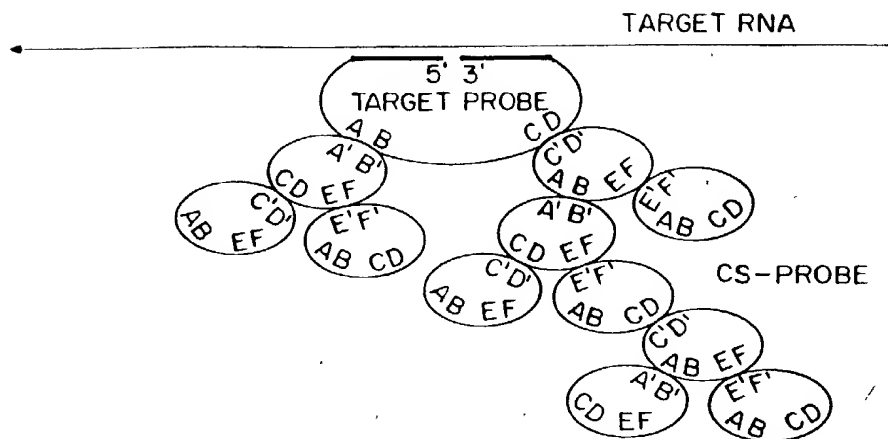 TARGET RNA
5' 3'
TARGET PROBE
AB
CD
A'B'
CD EF
C'D'
AB EF
C'D'
AB EF
E'F'
AB CD
E'F'
AB CD
A'B'
CD EF
C'D'
AB EF
E'F'
AB CD
CS-PROBE
C'D'
AB EF
A'B'
CD EF
E'F'
AB CD